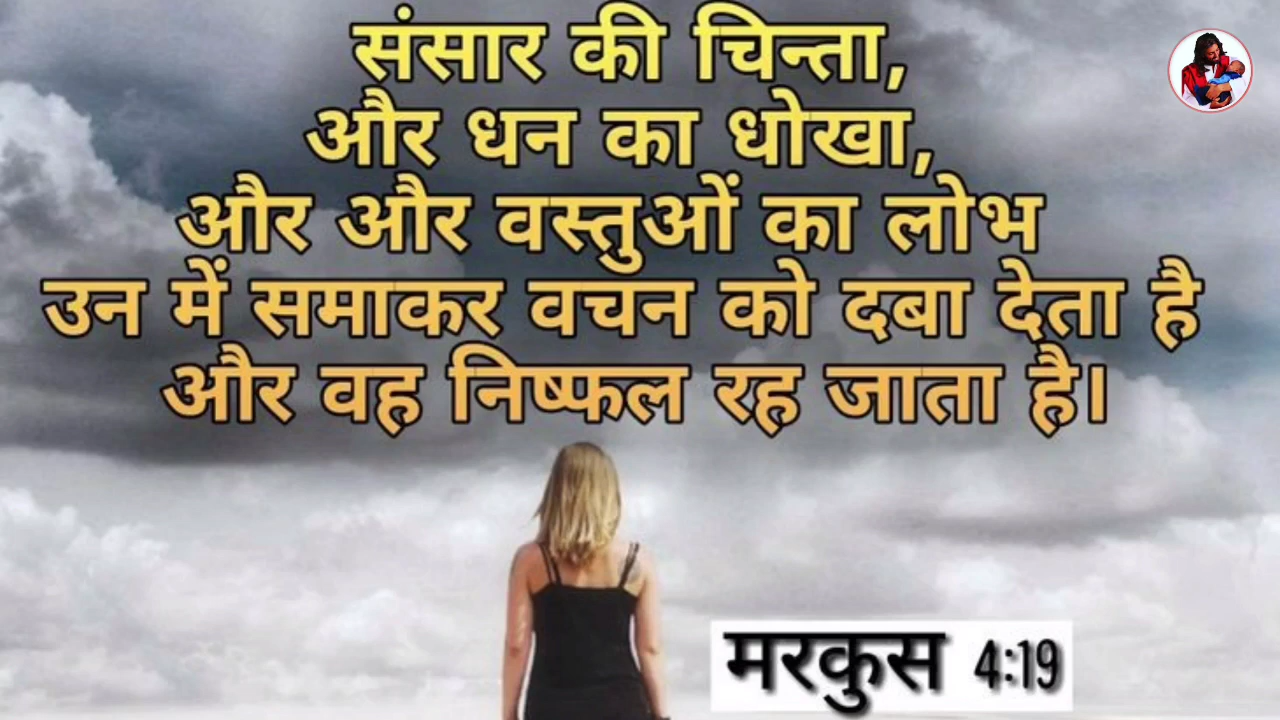 संसार की चिन्ता,
और धन का धोखा,
और और वस्तुओं का लोभ
उन में समाकर वचन को दबा देता है
और वह निष्फल रह जाता है।
मरकुस 4:19